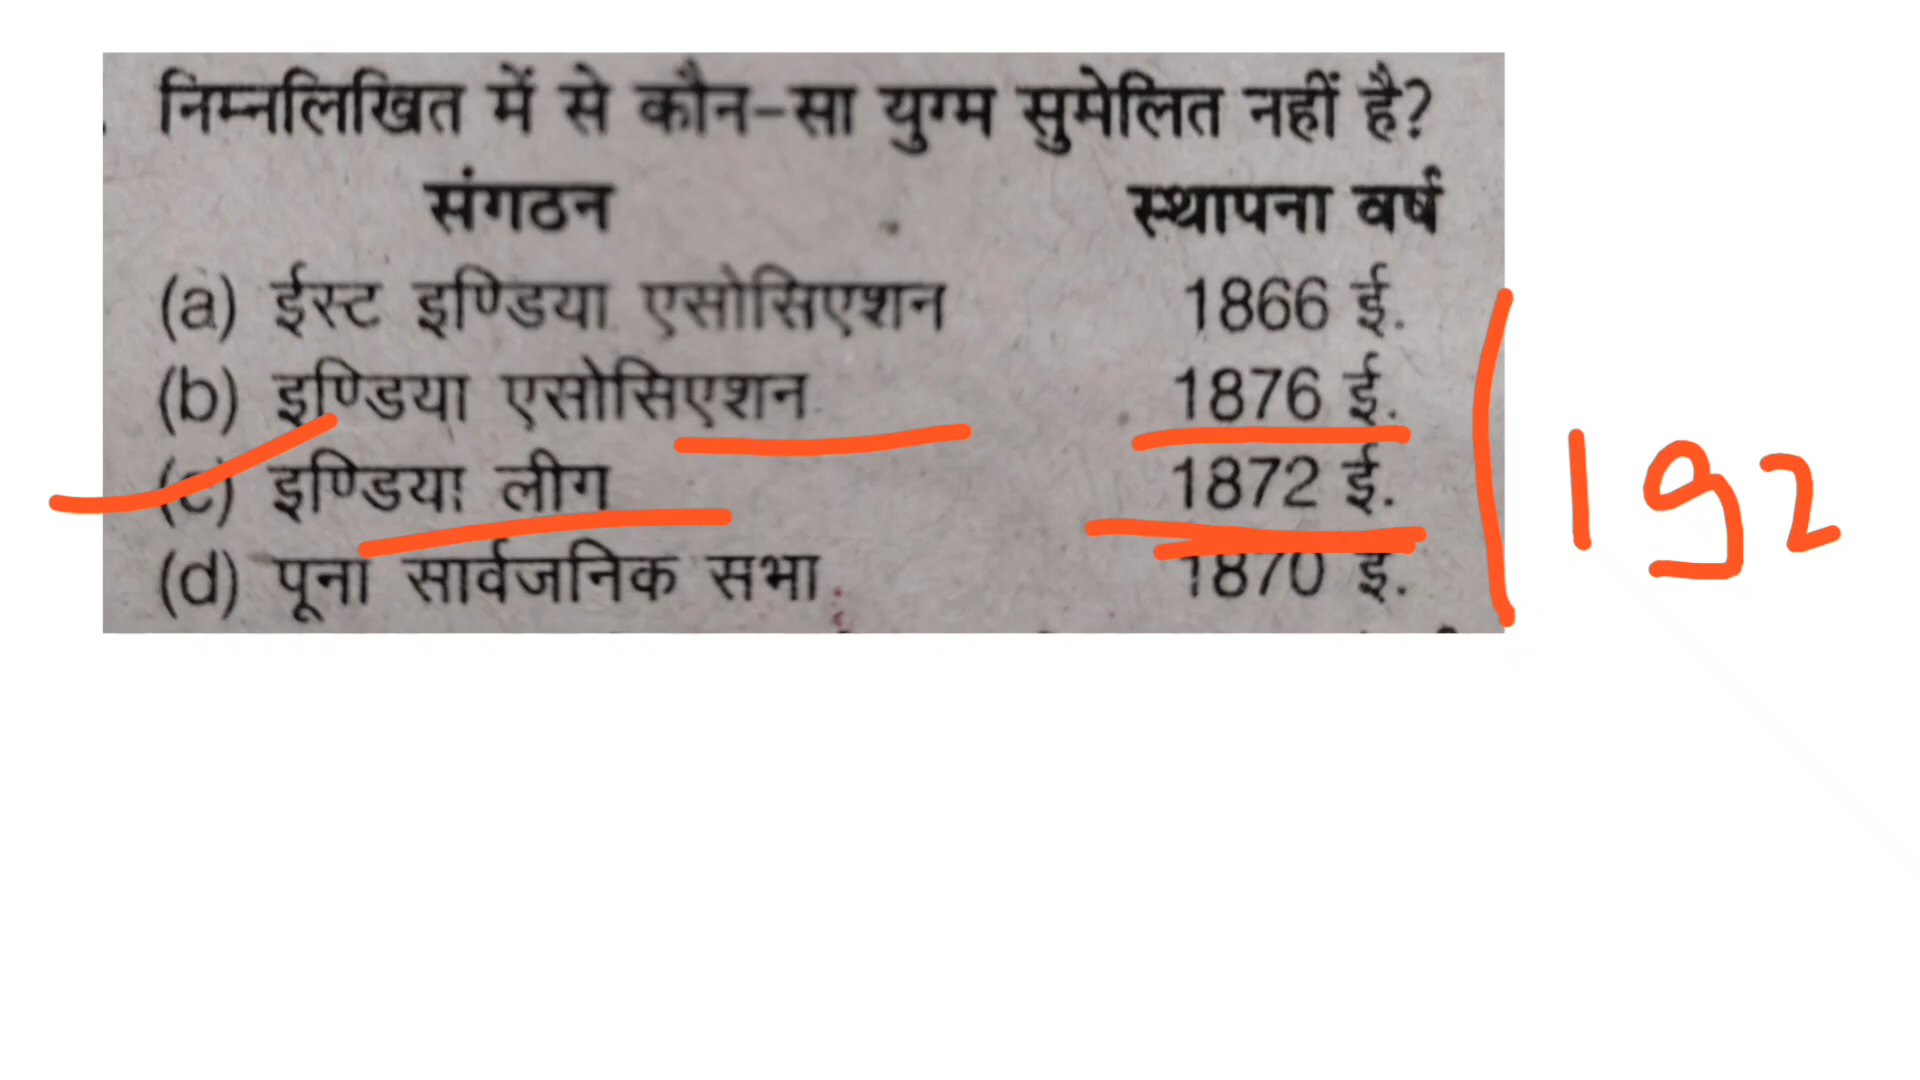 निम्नलिखित में से कौन-सा युग्म सुमेलित नहीं है?
संगठन स्थापना वर्ष
(a) ईस्ट इण्डिया एसोसिएशन 1866 ई.
(b) इण्डिया एसोसिएशन 1876 ई.
(c) इण्डिया लीग 1872 ई.
(d) पूना सार्वजनिक सभा 1870 ई.
192